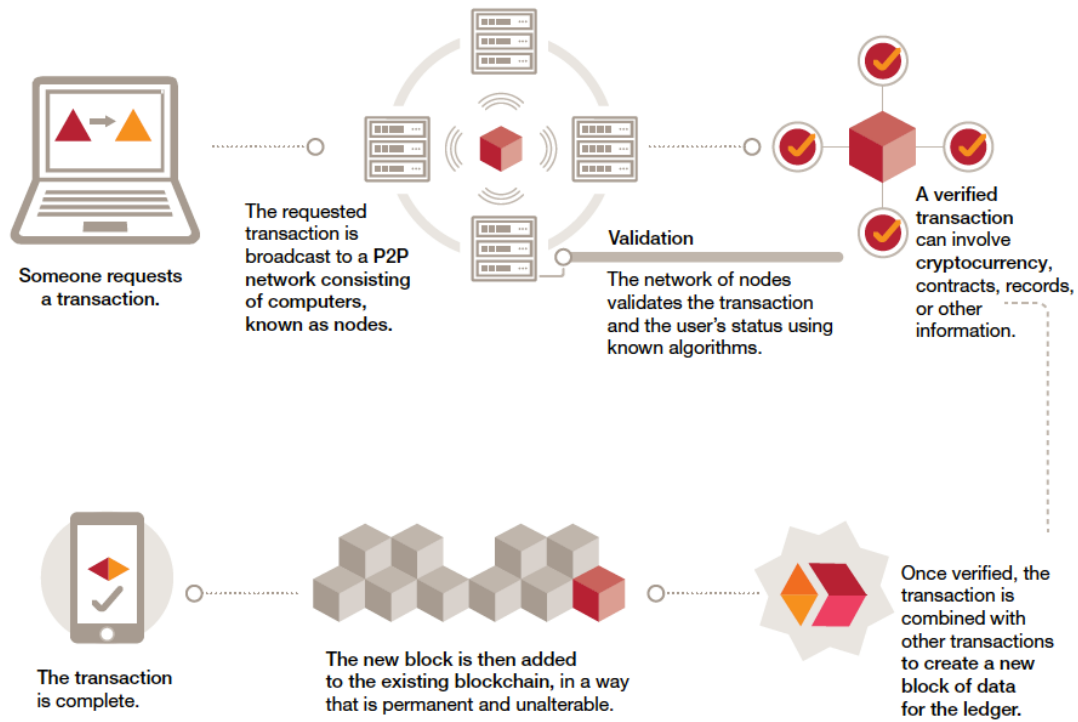 Someone requests
a transaction.
The requested
transaction is
broadcast to a P2P
network consisting
of computers,
known as nodes.
Validation
The network of nodes
validates the transaction
and the user's status using
known algorithms.
A verified
transaction
can involve
cryptocurrency,
contracts, records,
or other
information.
Once verified, the
transaction is
combined with
other transactions
to create a new
block of data
for the ledger.
The new block is then added
to the existing blockchain, in a way
that is permanent and unalterable.
The transaction
is complete.